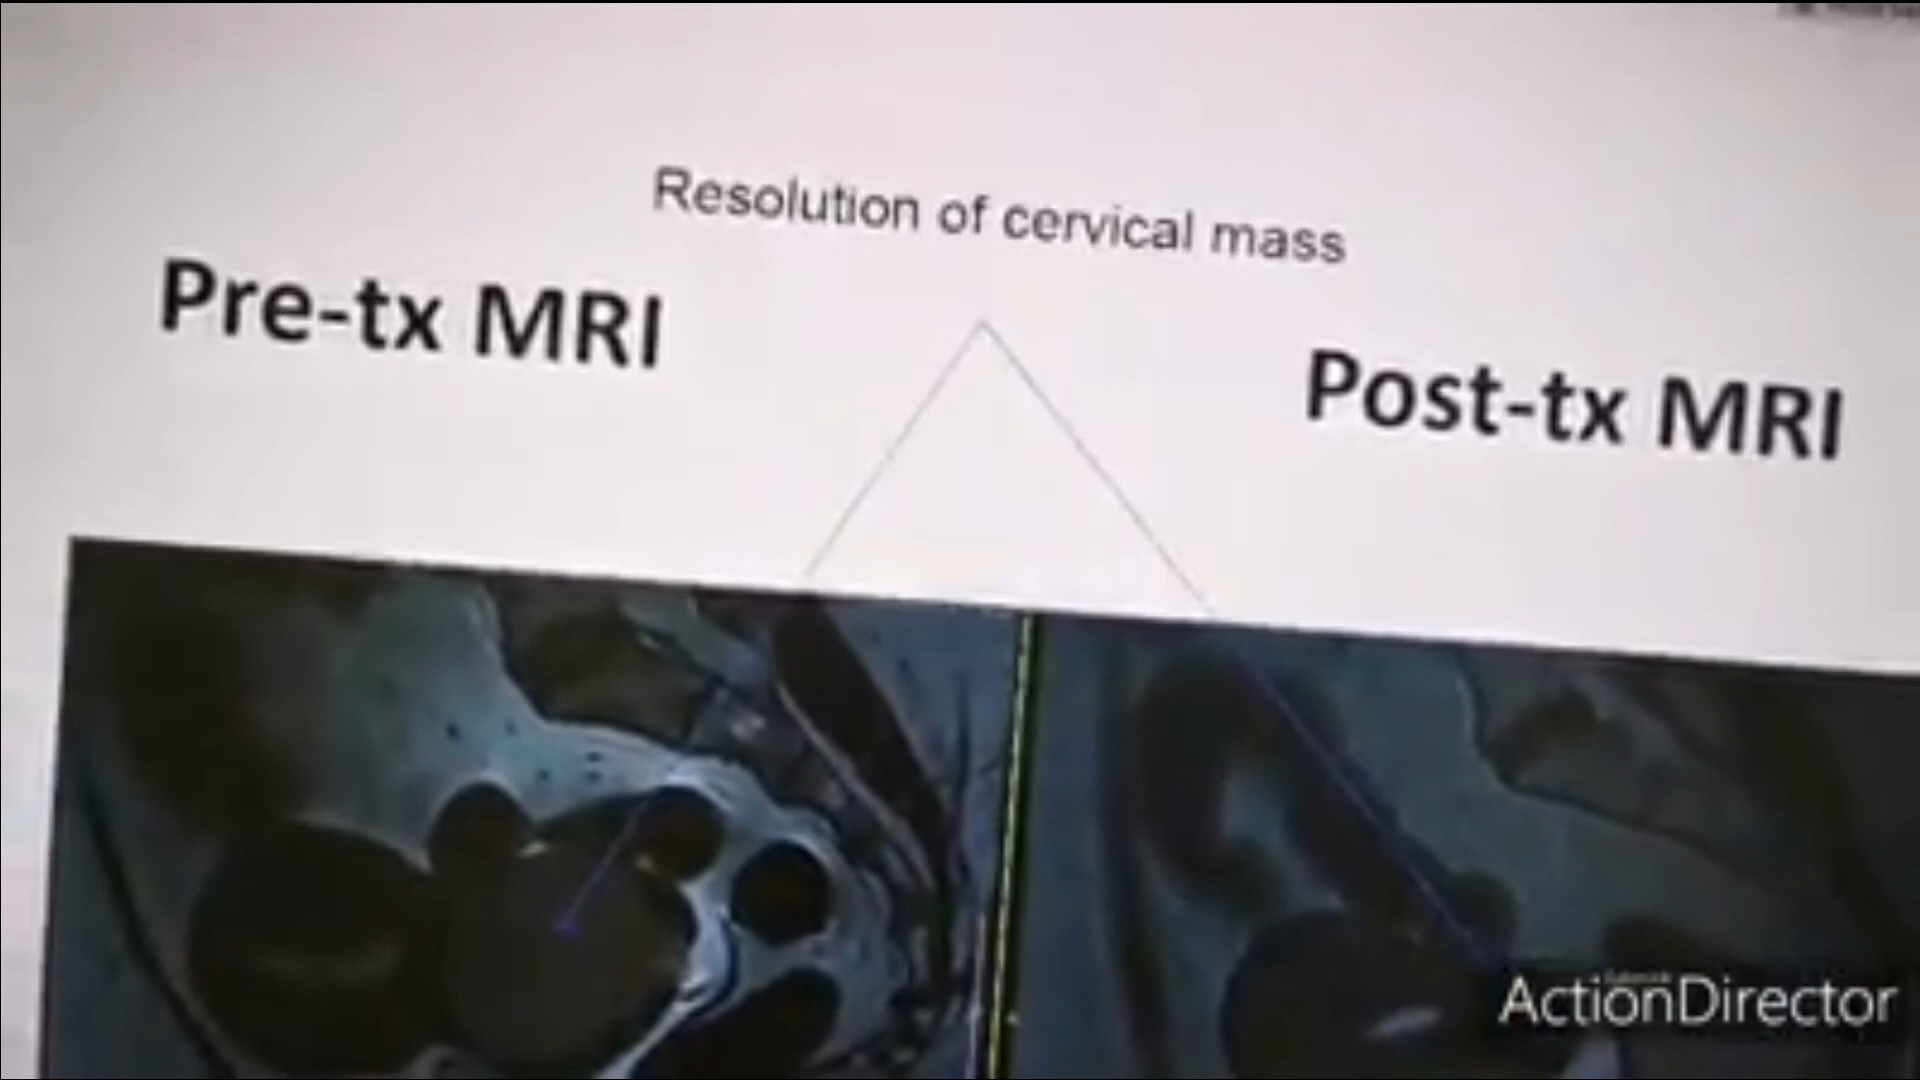 Resolution of cervical mass
Pre-tx MRI
Post-tx MRI
ActionDirector